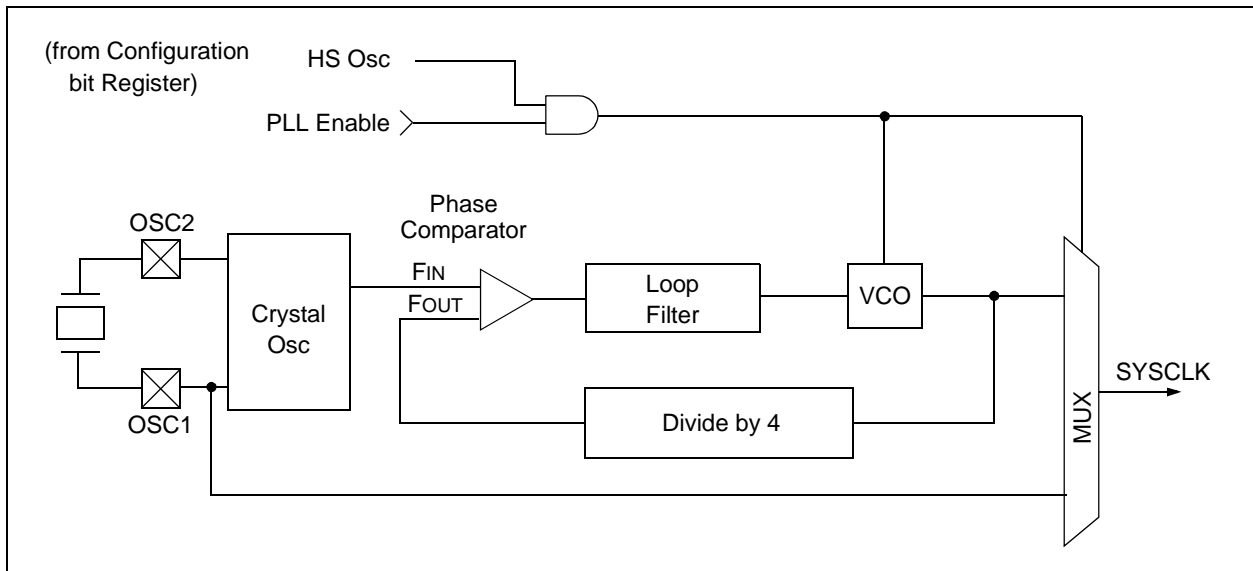 (from Configuration
bit Register)
HS Osc
PLL Enable
Phase
Comparator
OSC2
Crystal
Osc
FIN
FOUT
Loop
Filter
VCO
OSC1
Divide by 4
MUX
SYSCLK